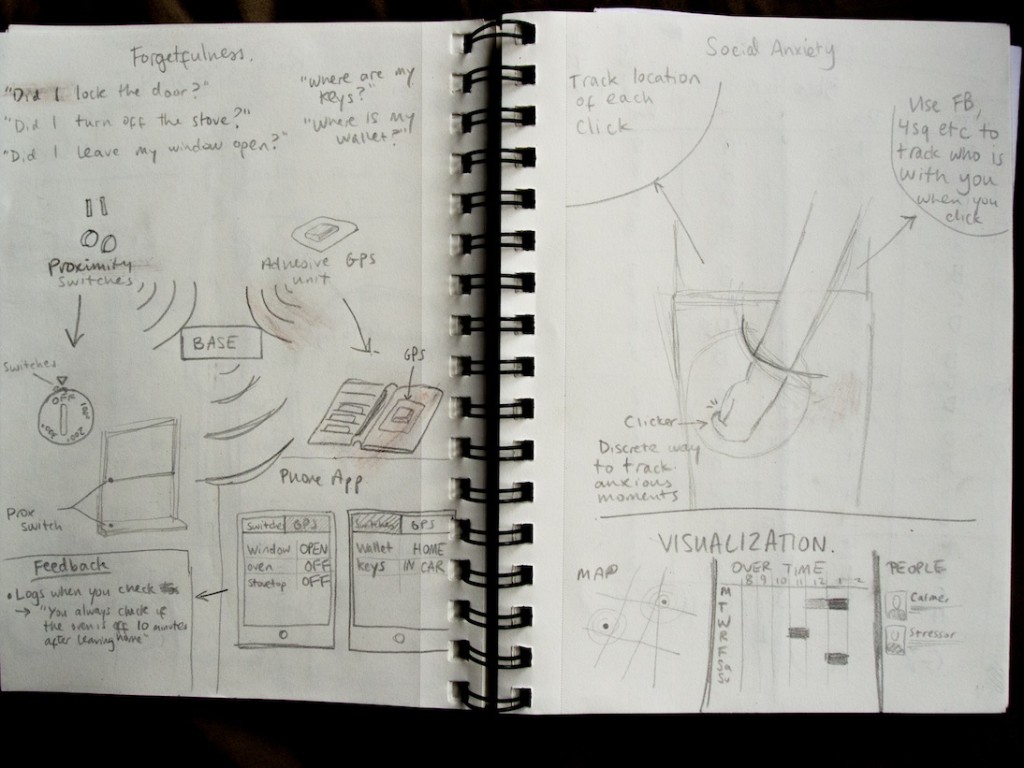 Forgetfulness.
"Did I lock the door?"
"Did I turn off the stove?"
"Did I leave my window open?"
"Where are my
keys?"
"Where is my
wallet?"
Proximity
switches
Adhesive GPS
unit
BASE
Switches
OFF
100°
200°
300°
GPS
Prox
switch
Phone App
Switches GPS
Window OPEN
oven OFF
stovetop OFF
GPS
Wallet HOME
keys IN CAR
Feedback
• Logs when you check
→ "You always check if
the oven is off 10 minutes
after leaving home"
Social Anxiety
Track location
of each
click
Use FB,
4sq etc to
track who is
with you
when you
click
Clicker
Discrete way
to track
anxious
moments
VISUALIZATION.
MAP
OVER TIME
8 9 10 11 12 1 2
M
T
W
R
F
S
S
PEOPLE
Calmer
Stressor